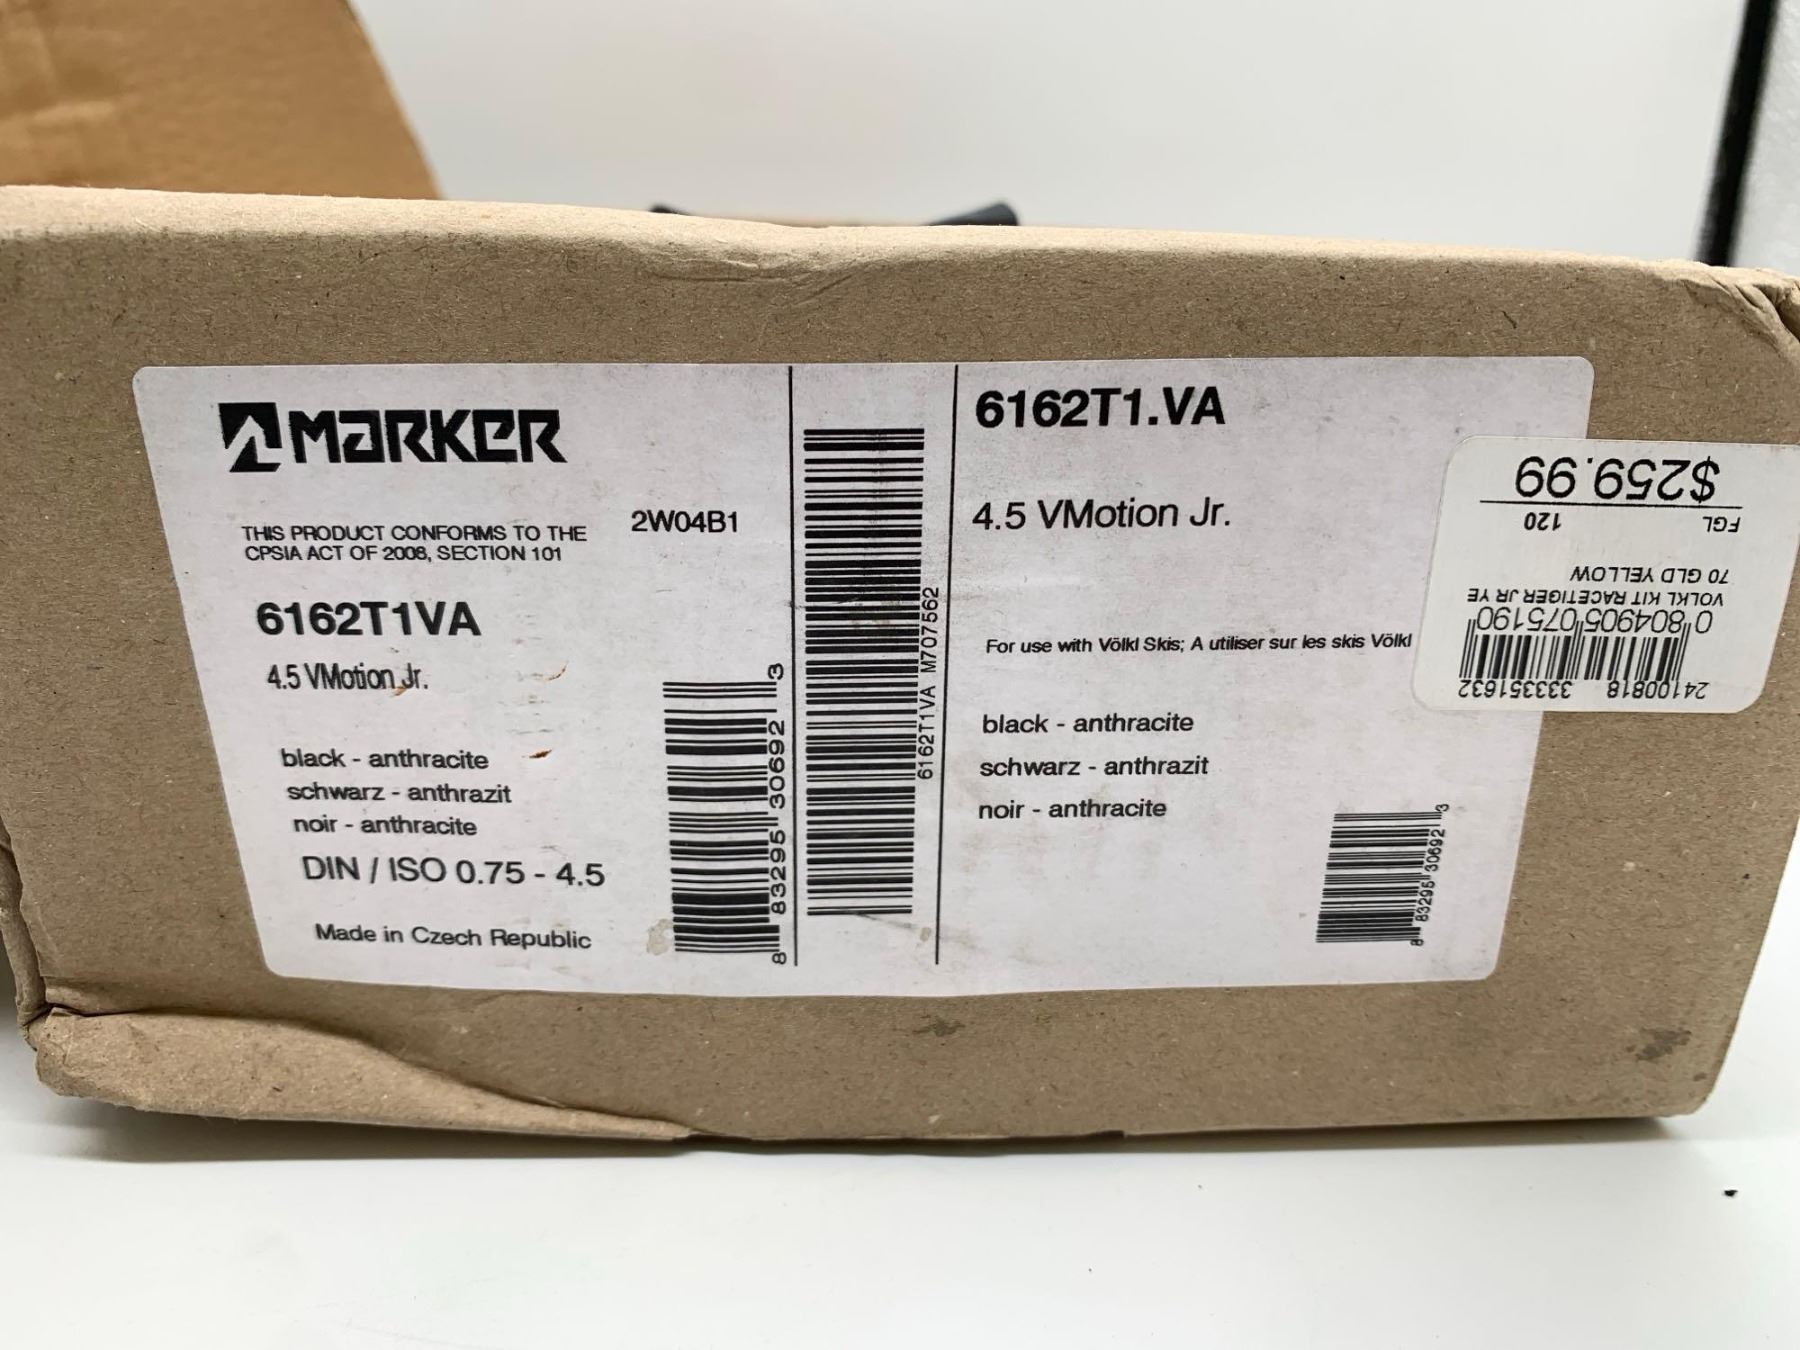 MARKER
THIS PRODUCT CONFORMS TO THE
CPSIA ACT OF 2008, SECTION 101
2W04B1
6162T1VA
4.5 VMotion Jr.
black - anthracite
schwarz - anthrazit
noir - anthracite
DIN / ISO 0.75 - 4.5
Made in Czech Republic
8 83295 30692 3
6162T1VA M707562
6162T1.VA
4.5 VMotion Jr.
For use with Völkl Skis; A utiliser sur les skis Völkl
black - anthracite
schwarz - anthrazit
noir - anthracite
8 83295 30692 3
24100818 333351632
0 804905 075190
VOLKL KIT RACETIGER JR YE
70 GLD YELLOW
FGL 120
$259.99